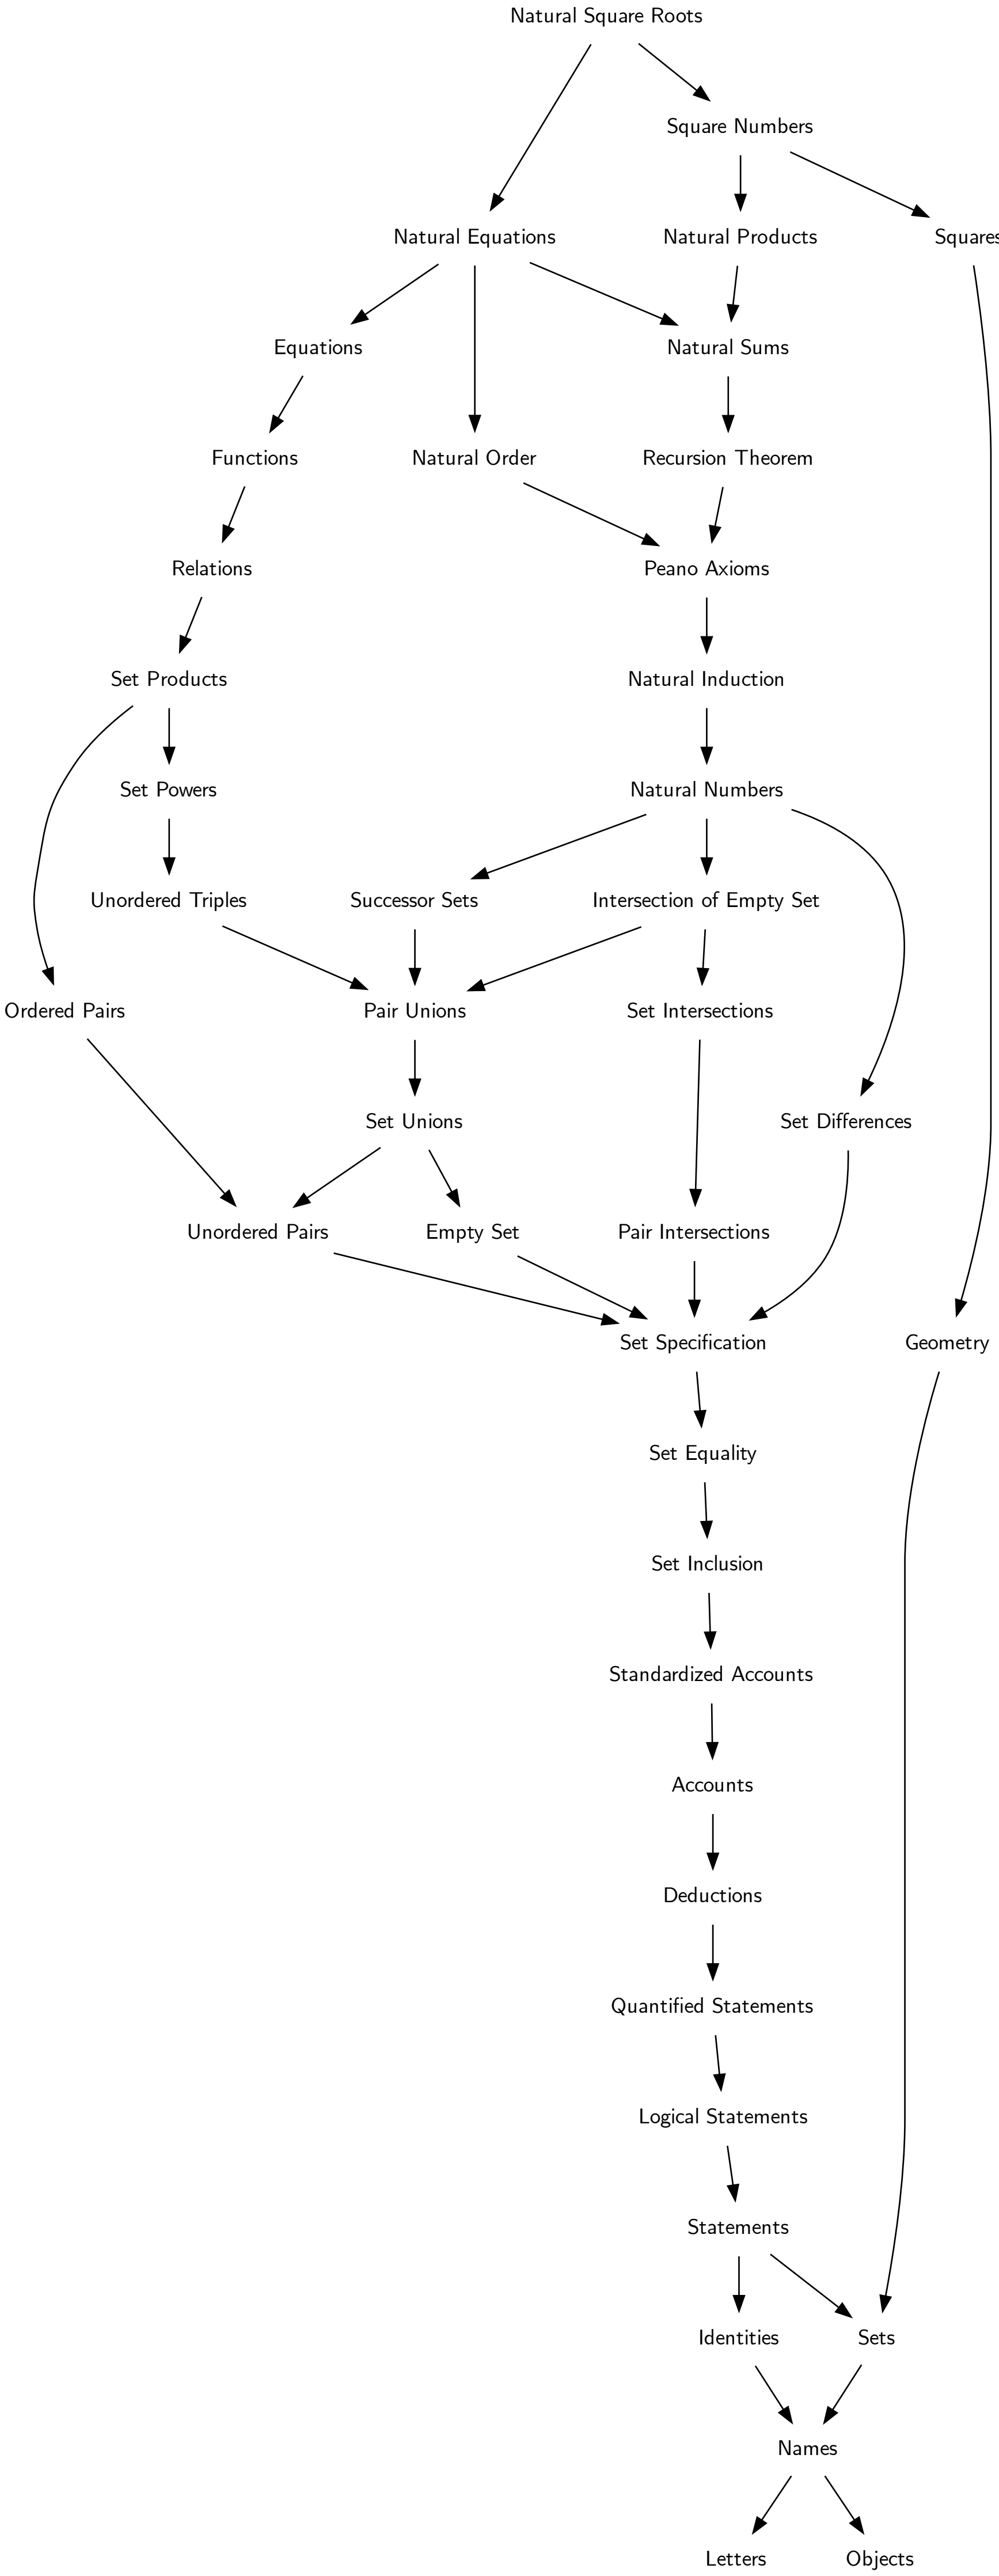 Natural Square Roots
Square Numbers
Natural Equations
Natural Products
Squares
Equations
Natural Sums
Functions
Natural Order
Recursion Theorem
Relations
Peano Axioms
Set Products
Natural Induction
Set Powers
Natural Numbers
Unordered Triples
Successor Sets
Intersection of Empty Set
Ordered Pairs
Pair Unions
Set Intersections
Set Unions
Set Differences
Unordered Pairs
Empty Set
Pair Intersections
Set Specification
Geometry
Set Equality
Set Inclusion
Standardized Accounts
Accounts
Deductions
Quantified Statements
Logical Statements
Statements
Identities
Sets
Names
Letters
Objects